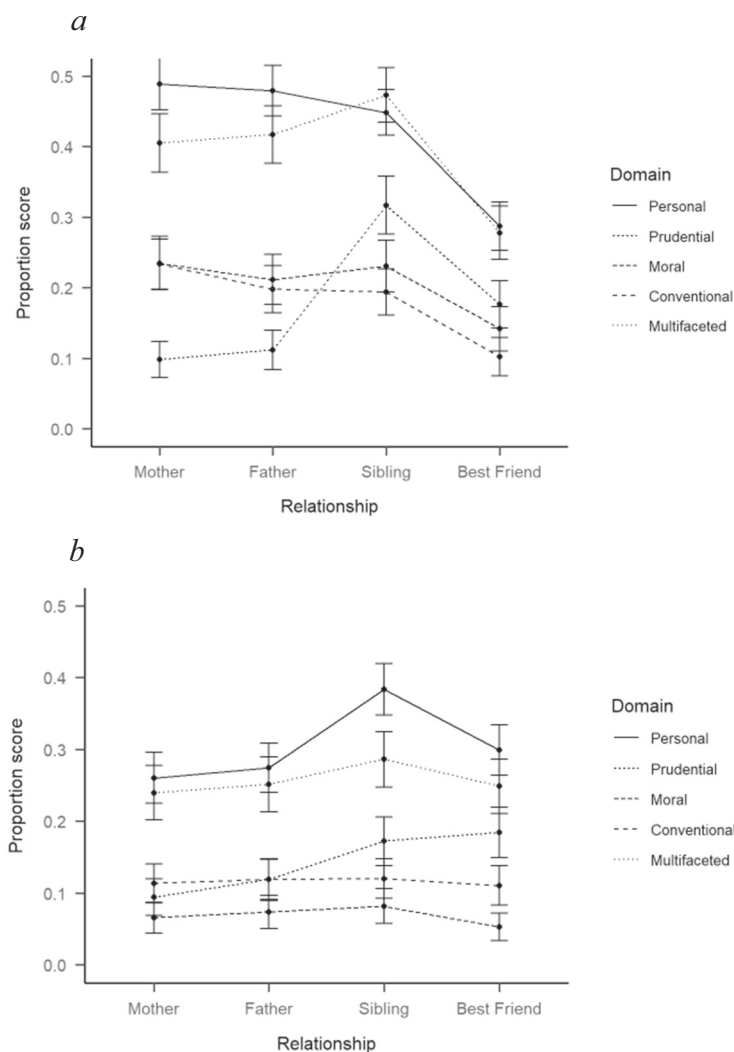 a
0.5
0.4
0.3
0.2
0.1
0.0
Proportion score
Mother Father Sibling Best Friend
Relationship
Domain
Personal
Prudential
Moral
Conventional
Multifaceted
b
0.5
0.4
0.3
0.2
0.1
0.0
Proportion score
Mother Father Sibling Best Friend
Relationship
Domain
Personal
Prudential
Moral
Conventional
Multifaceted